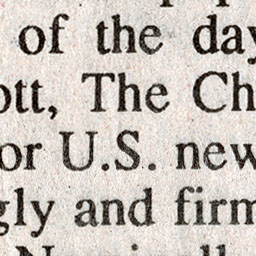 of the day
ott, The Ch
or U.S. new
gly and firm